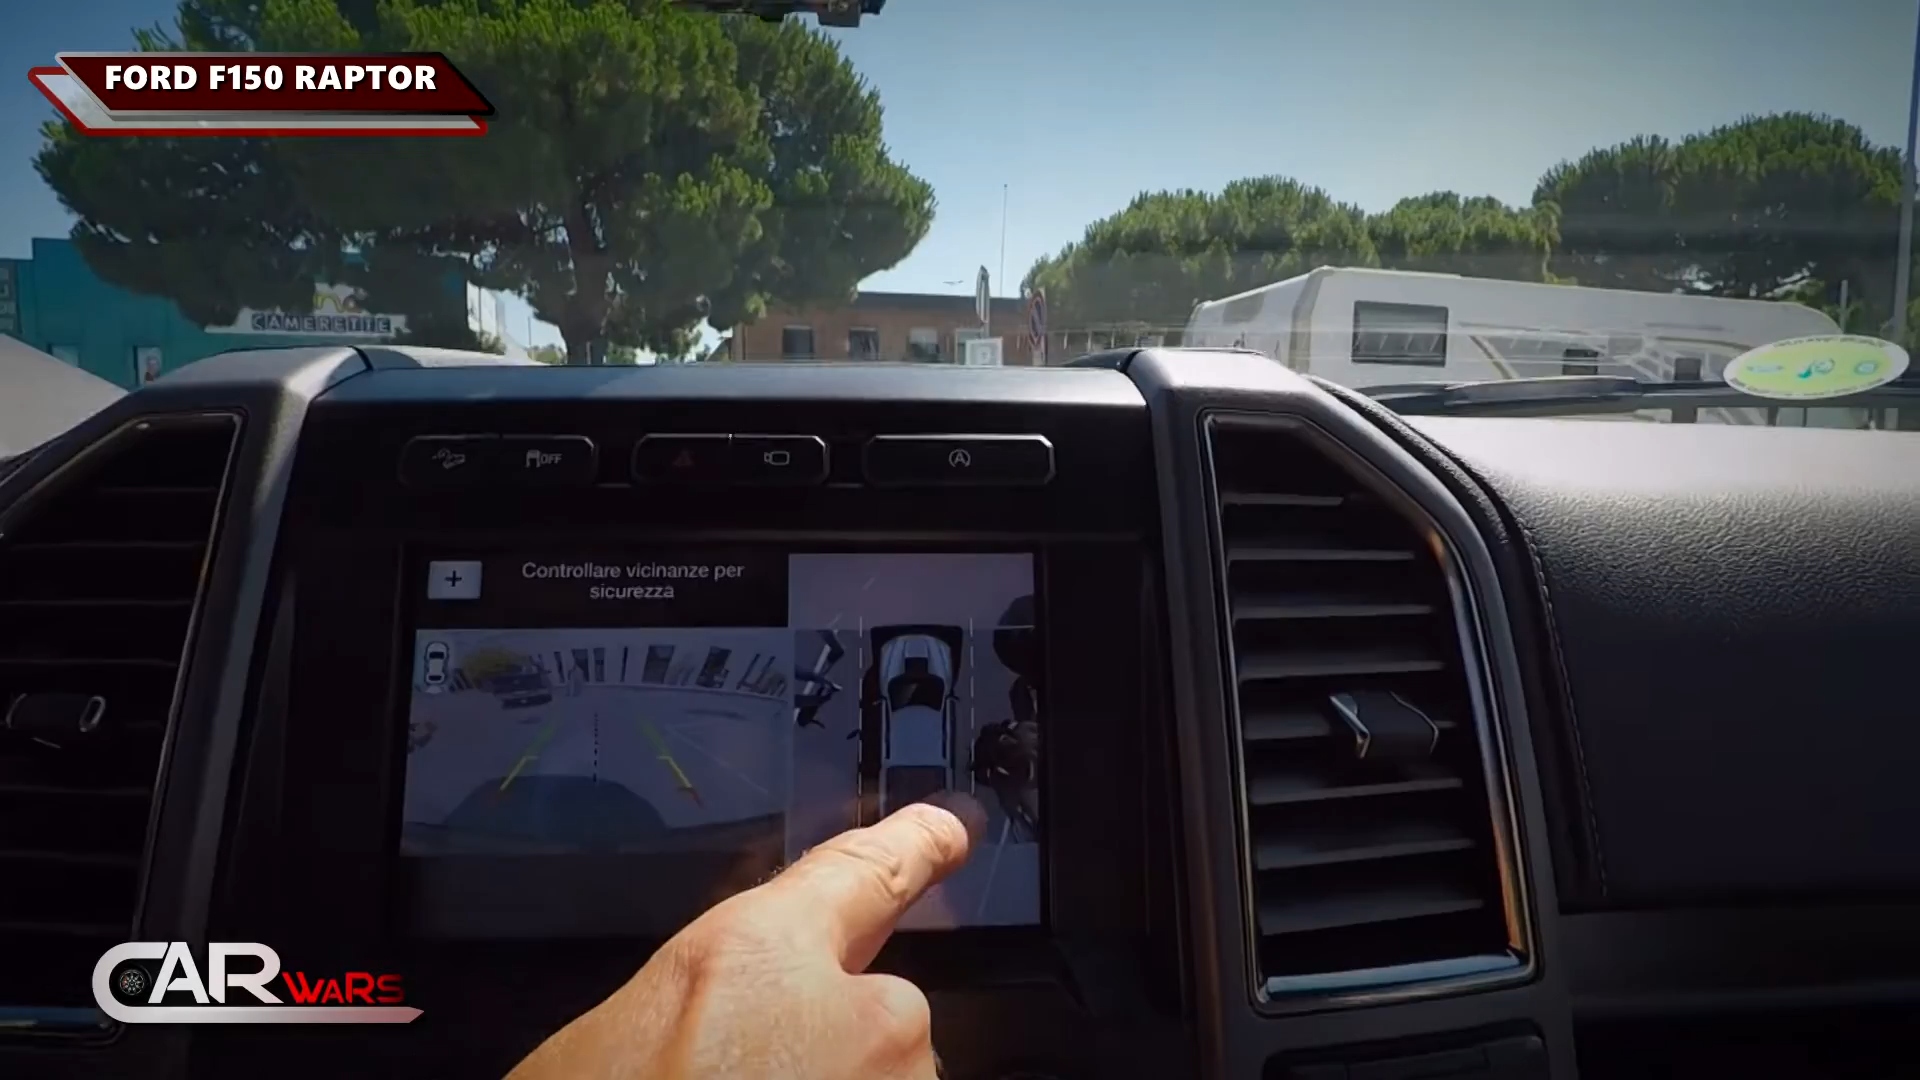 FORD F150 RAPTOR
CAMERETTE
OFF
A
+
Controllare vicinanze per
sicurezza
CAR WARS